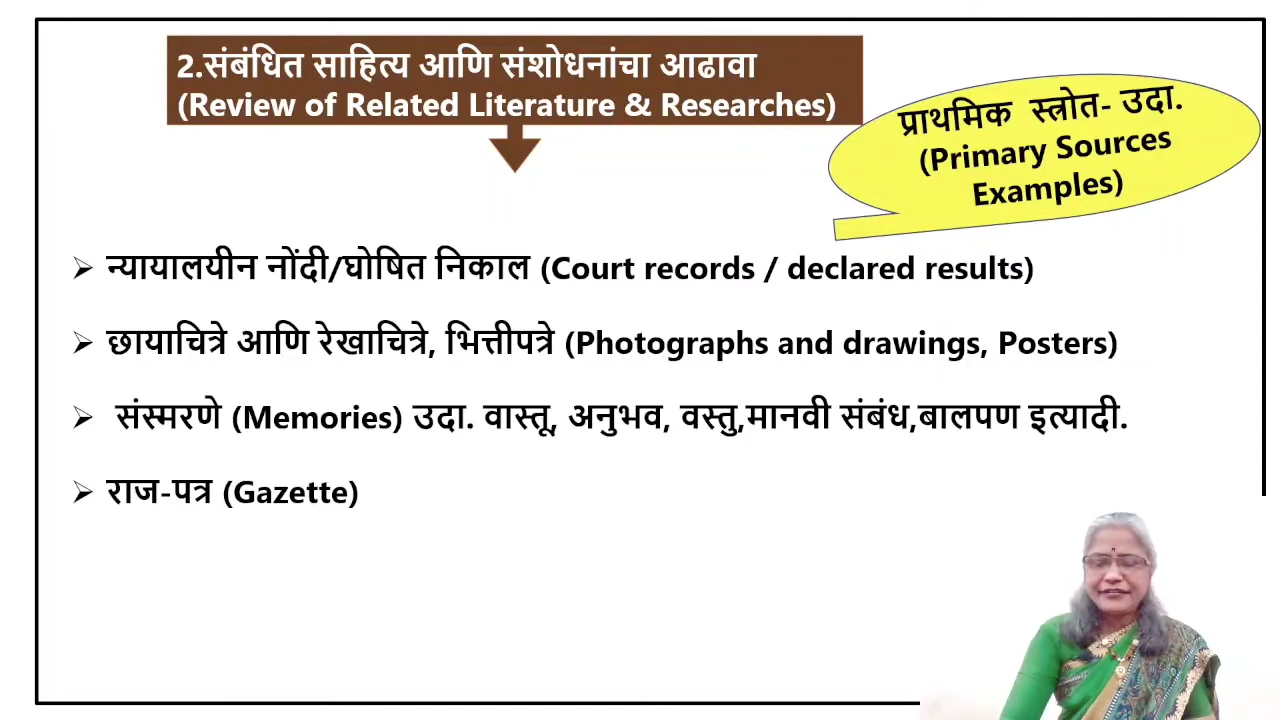 2.संबंधित साहित्य आणि संशोधनांचा आढावा
(Review of Related Literature & Researches)
प्राथमिक स्त्रोत- उदा.
(Primary Sources
Examples)
➢ न्यायालयीन नोंदी/घोषित निकाल (Court records / declared results)
➢ छायाचित्रे आणि रेखाचित्रे, भित्तीपत्रे (Photographs and drawings, Posters)
➢ संस्मरणे (Memories) उदा. वास्तू, अनुभव, वस्तु,मानवी संबंध,बालपण इत्यादी.
➢ राज-पत्र (Gazette)